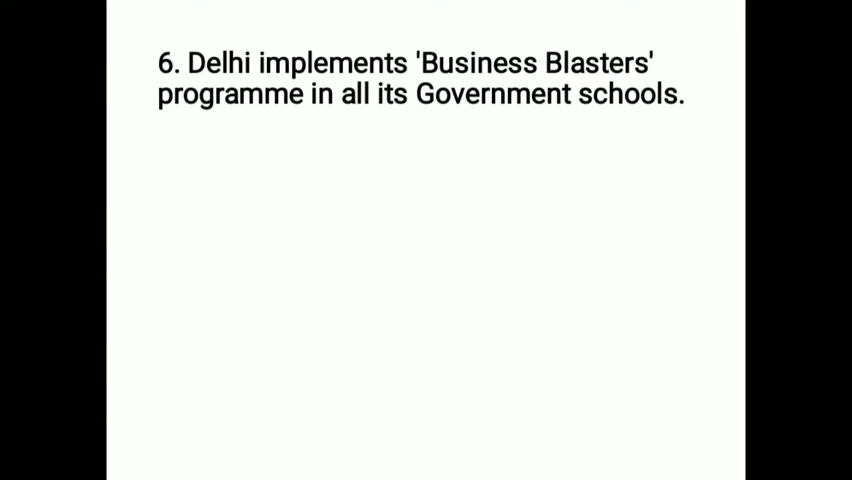 6. Delhi implements 'Business Blasters'
programme in all its Government schools.